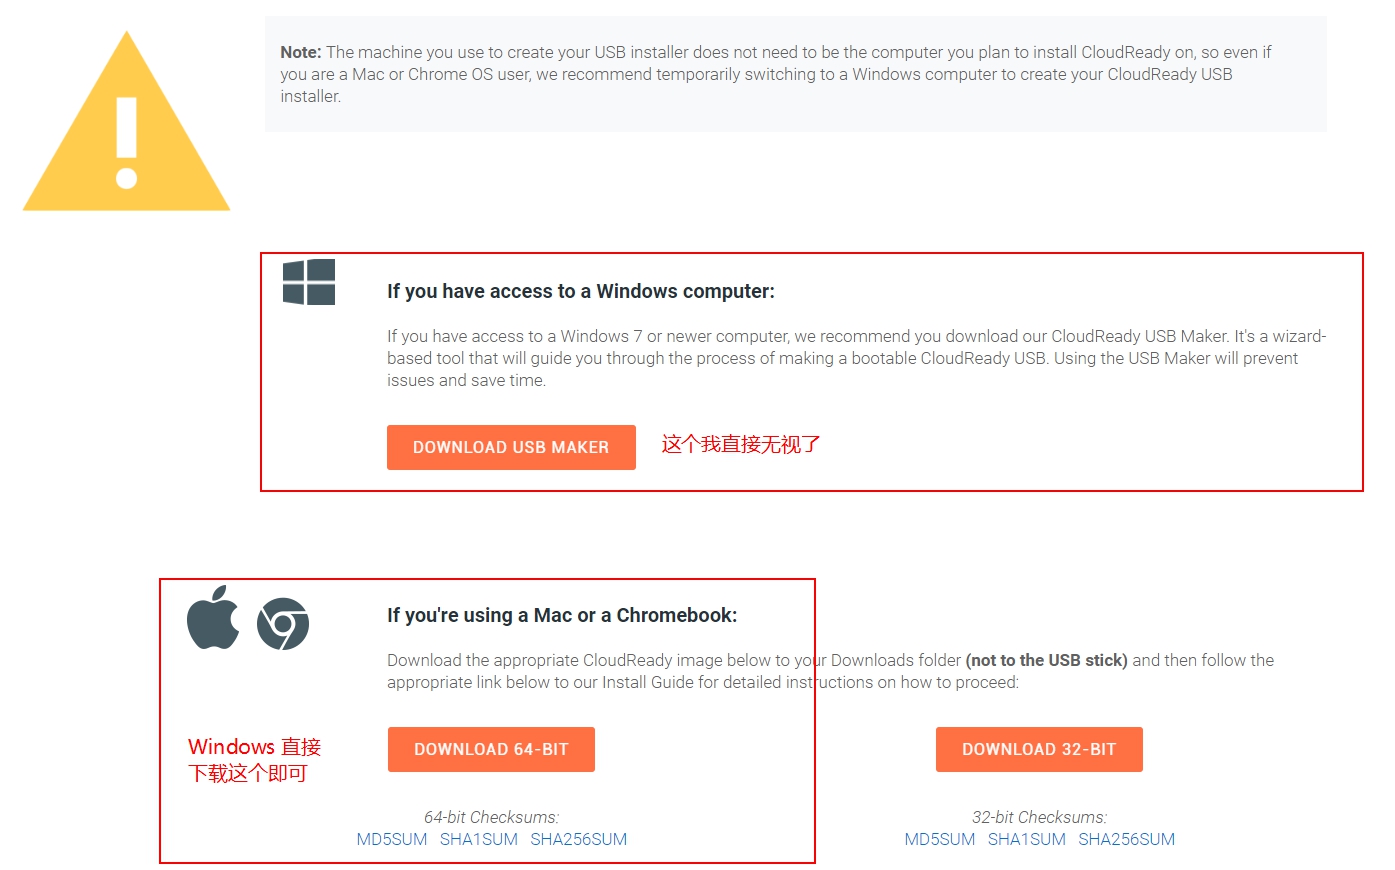 Note: The machine you use to create your USB installer does not need to be the computer you plan to install CloudReady on, so even if
you are a Mac or Chrome OS user, we recommend temporarily switching to a Windows computer to create your CloudReady USB
installer.
If you have access to a Windows computer:
If you have access to a Windows 7 or newer computer, we recommend you download our CloudReady USB Maker. It's a wizard-
based tool that will guide you through the process of making a bootable CloudReady USB. Using the USB Maker will prevent
issues and save time.
DOWNLOAD USB MAKER
这个我直接无视了
If you're using a Mac or a Chromebook:
Download the appropriate CloudReady image below to your Downloads folder (not to the USB stick) and then follow the
appropriate link below to our Install Guide for detailed instructions on how to proceed:
Windows 直接
下载这个即可
DOWNLOAD 64-BIT
DOWNLOAD 32-BIT
64-bit Checksums:
MD5SUM SHA1SUM SHA256SUM
32-bit Checksums:
MD5SUM SHA1SUM SHA256SUM